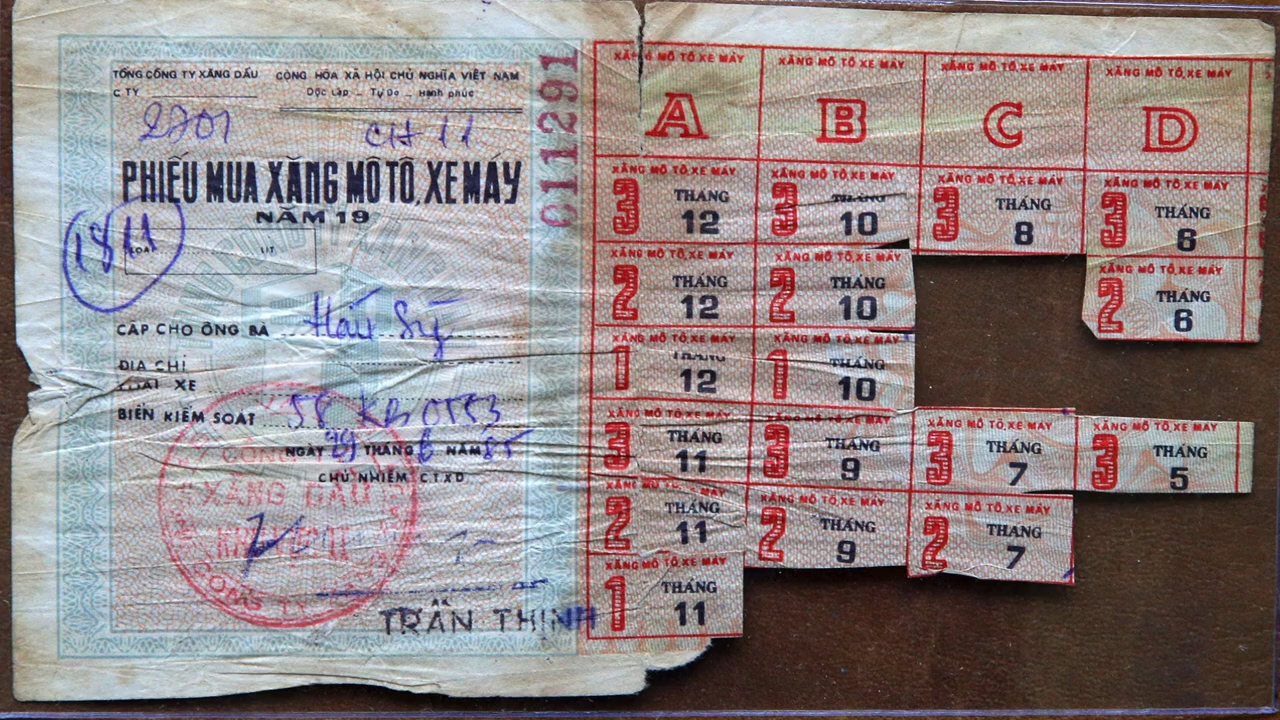 TỔNG CÔNG TY XĂNG DẦU
CÔNG HÒA XÃ HỘI CHỦ NGHĨA VIỆT NAM
C TY
Độc lập _ Tự Do _ Hạnh phúc
2701
CH 11
PHIẾU MUA XĂNG MÔ TÔ, XE MÁY
NĂM 19
1811
LOẠI LIT
CẤP CHO ÔNG BÀ Hải Sỹ
ĐỊA CHỈ
LOẠI XE
BIỂN KIỂM SOÁT 58 KB 0553
NGÀY 29 THÁNG 6 NĂM 85
CHỦ NHIỆM C.T.X.D
XĂNG DẦU
CÔNG TY
TRẦN THỊNH
011291
XĂNG MÔ TÔ, XE MÁY XĂNG MÔ TÔ, XE MÁY XĂNG MÔ TÔ, XE MÁY XĂNG MÔ TÔ, XE MÁY
A B C D
XĂNG MÔ TÔ, XE MÁY XĂNG MÔ TÔ, XE MÁY XĂNG MÔ TÔ, XE MÁY XĂNG MÔ TÔ, XE MÁY
3 THÁNG 12 3 THÁNG 10 3 THÁNG 8 3 THÁNG 6
XĂNG MÔ TÔ, XE MÁY XĂNG MÔ TÔ, XE MÁY XĂNG MÔ TÔ, XE MÁY
2 THÁNG 12 2 THÁNG 10 2 THÁNG 6
XĂNG MÔ TÔ, XE MÁY XĂNG MÔ TÔ, XE MÁY
1 THÁNG 12 1 THÁNG 10
XĂNG MÔ TÔ, XE MÁY XĂNG MÔ TÔ, XE MÁY XĂNG MÔ TÔ, XE MÁY XĂNG MÔ TÔ, XE MÁY
3 THÁNG 11 3 THÁNG 9 3 THÁNG 7 3 THÁNG 5
XĂNG MÔ TÔ, XE MÁY XĂNG MÔ TÔ, XE MÁY XĂNG MÔ TÔ, XE MÁY
2 THÁNG 11 2 THÁNG 9 2 THÁNG 7
XĂNG MÔ TÔ, XE MÁY
1 THÁNG 11